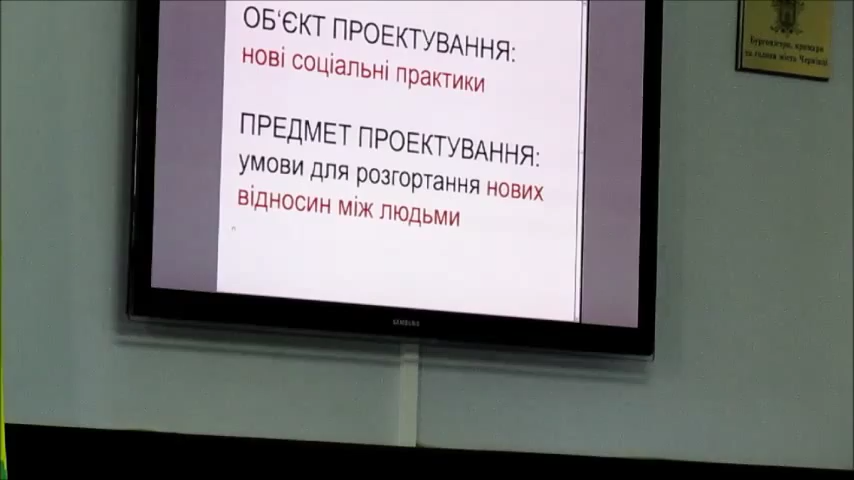 ОБ'ЄКТ ПРОЕКТУВАННЯ:
нові соціальні практики
ПРЕДМЕТ ПРОЕКТУВАННЯ:
умови для розгортання нових
відносин між людьми
SAMSUNG